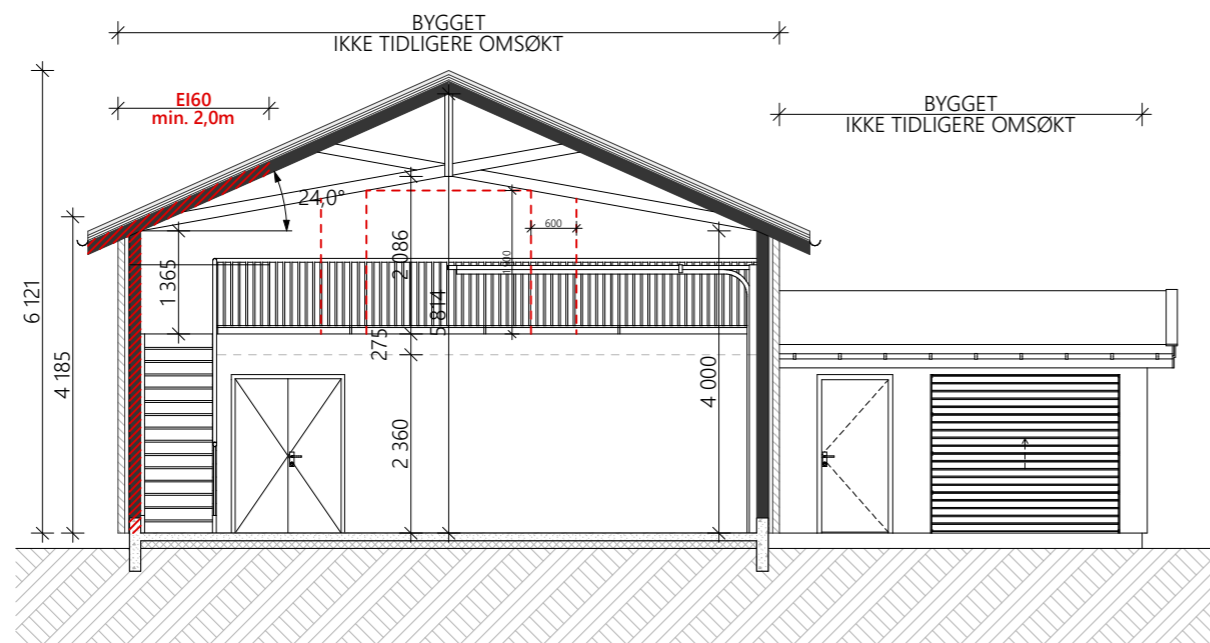 BYGGET
IKKE TIDLIGERE OMSØKT
EI60
min. 2,0m
BYGGET
IKKE TIDLIGERE OMSØKT
24,0°
600
2 086
1 365
6 121
5 814
275
4 185
4 000
2 360